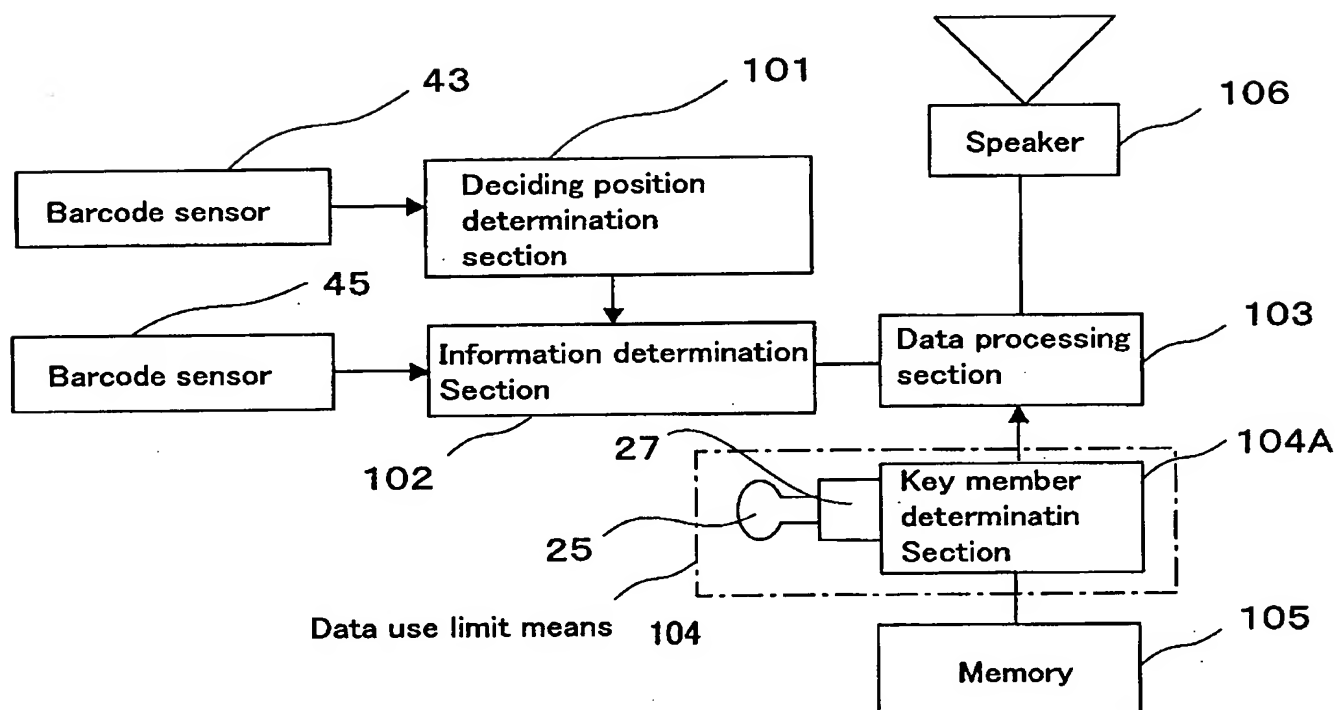 43
101
106
Speaker
Barcode sensor
Deciding position
determination
section
45
103
Barcode sensor
Information determination
Section
Data processing
section
102
27
104A
25
Key member
determinatin
Section
Data use limit means 104
105
Memory